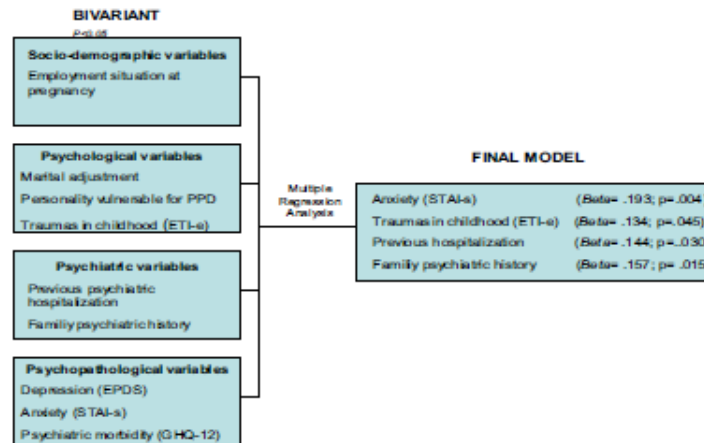 BIVARIANT
P<0.05
Socio-demographic variables
Employment situation at
pregnancy
Psychological variables
Marital adjustment
Personality vulnerable for PPD
Traumas in childhood (ETI-e)
Psychiatric variables
Previous psychiatric
hospitalization
Familiy psychiatric history
Psychopathological variables
Depression (EPDS)
Anxiety (STAI-s)
Psychiatric morbidity (GHQ-12)
Multiple
Regression
Analysis
FINAL MODEL
Anxiety (STAI-s) (Beta= .193; p=.004
Traumas in childhood (ETI-e) (Beta= .134; p=.045)
Previous hospitalization (Beta= .144; p=.030
Familiy psychiatric history (Beta= .157; p= .015